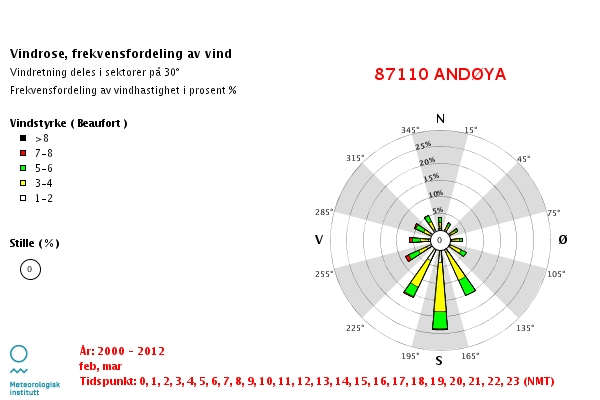 Vindrose, frekvensfordeling av vind
Vindretning deles i sektorer på 30°
Frekvensfordeling av vindhastighet i prosent %
87110 ANDØYA
Vindstyrke ( Beaufort )
>8
7-8
5-6
3-4
1-2
Stille ( % )
0
N
15°
45°
75°
Ø
105°
135°
165°
S
195°
225°
255°
V
285°
315°
345°
25%
20%
15%
10%
5%
0
År: 2000 - 2012
feb, mar
Tidspunkt: 0, 1, 2, 3, 4, 5, 6, 7, 8, 9, 10, 11, 12, 13, 14, 15, 16, 17, 18, 19, 20, 21, 22, 23 (NMT)
Meteorologisk
institutt